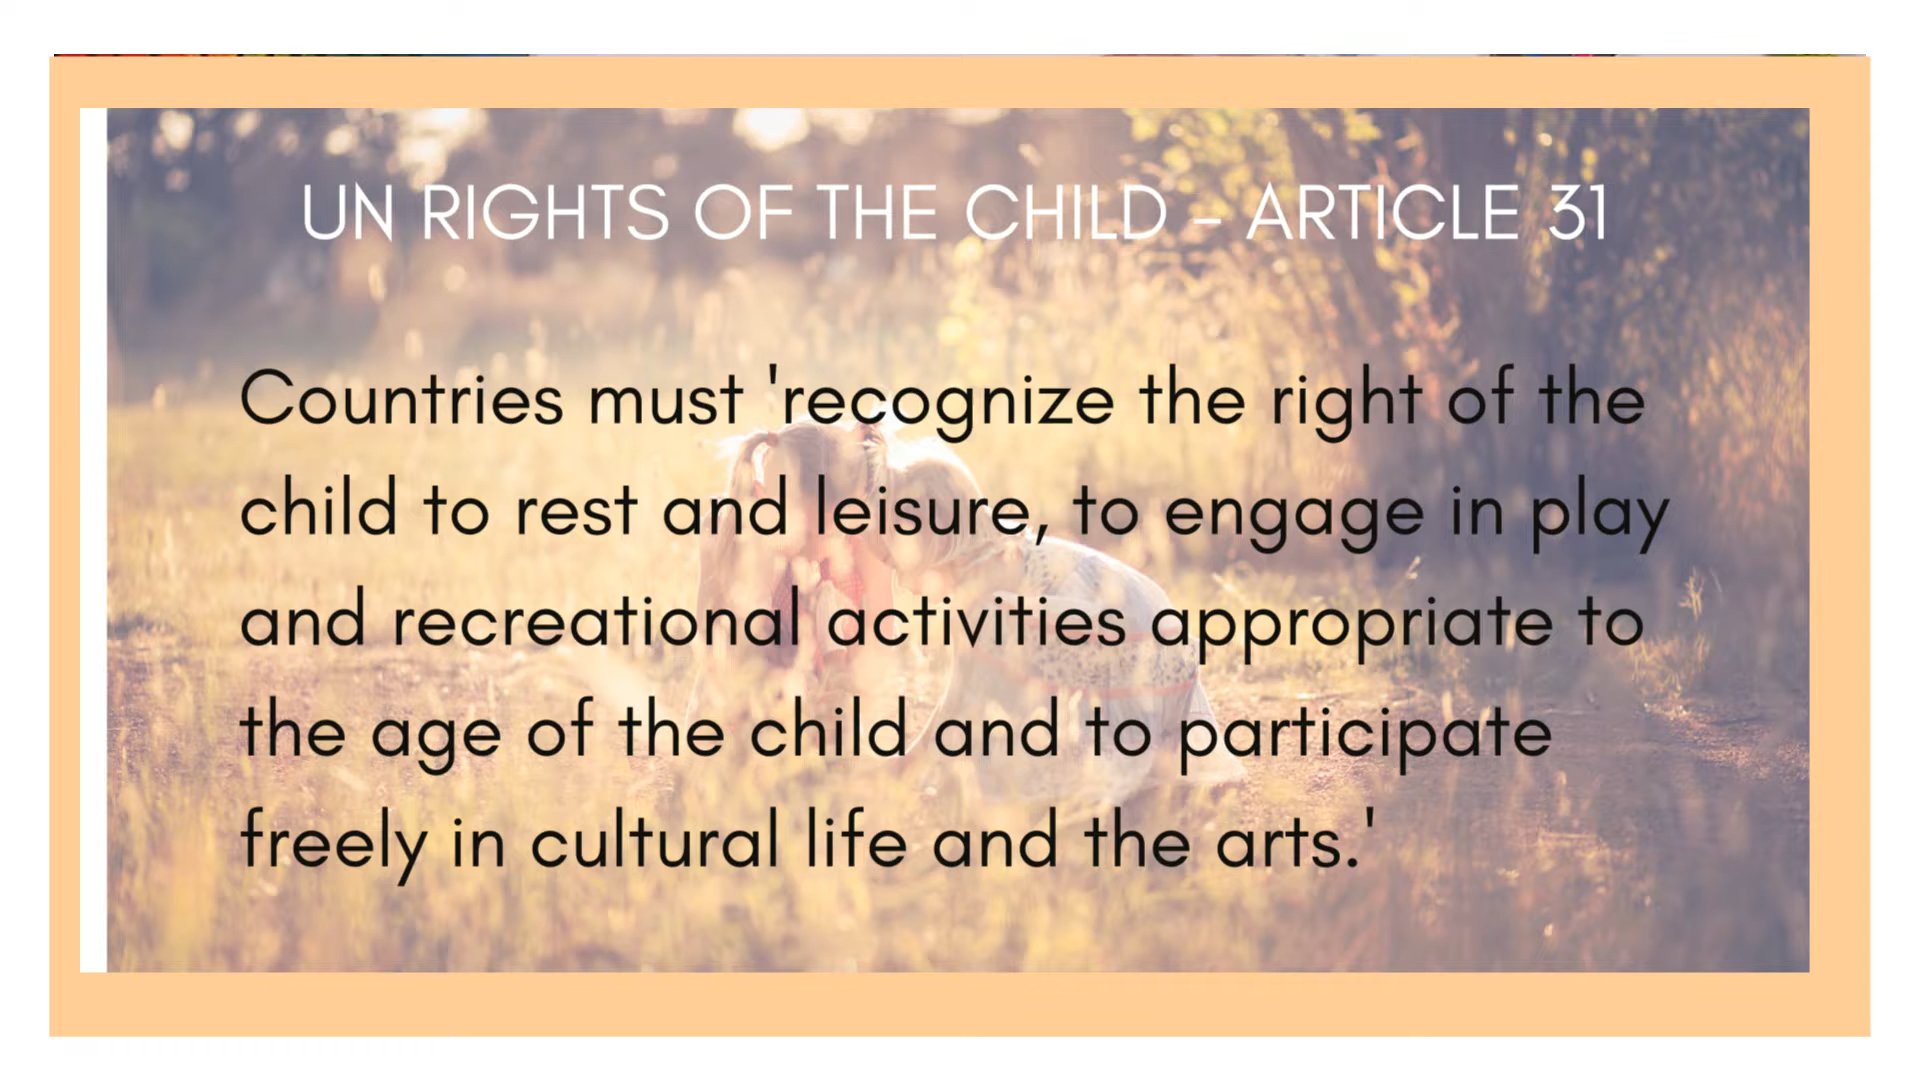 UN RIGHTS OF THE CHILD – ARTICLE 31
Countries must 'recognize the right of the
child to rest and leisure, to engage in play
and recreational activities appropriate to
the age of the child and to participate
freely in cultural life and the arts.'